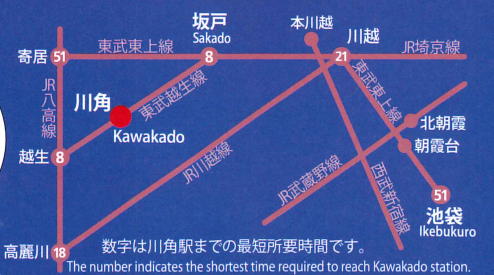 坂戸
Sakado
本川越
川越
寄居
51
東武東上線
8
21
JR埼京線
JR八高線
川角
東武越生線
Kawakado
東武東上線
北朝霞
朝霞台
越生
8
JR川越線
JR武蔵野線
西武新宿線
51
池袋
Ikebukuro
高麗川
18
数字は川角駅までの最短所要時間です。
The number indicates the shortest time required to reach Kawakado station.